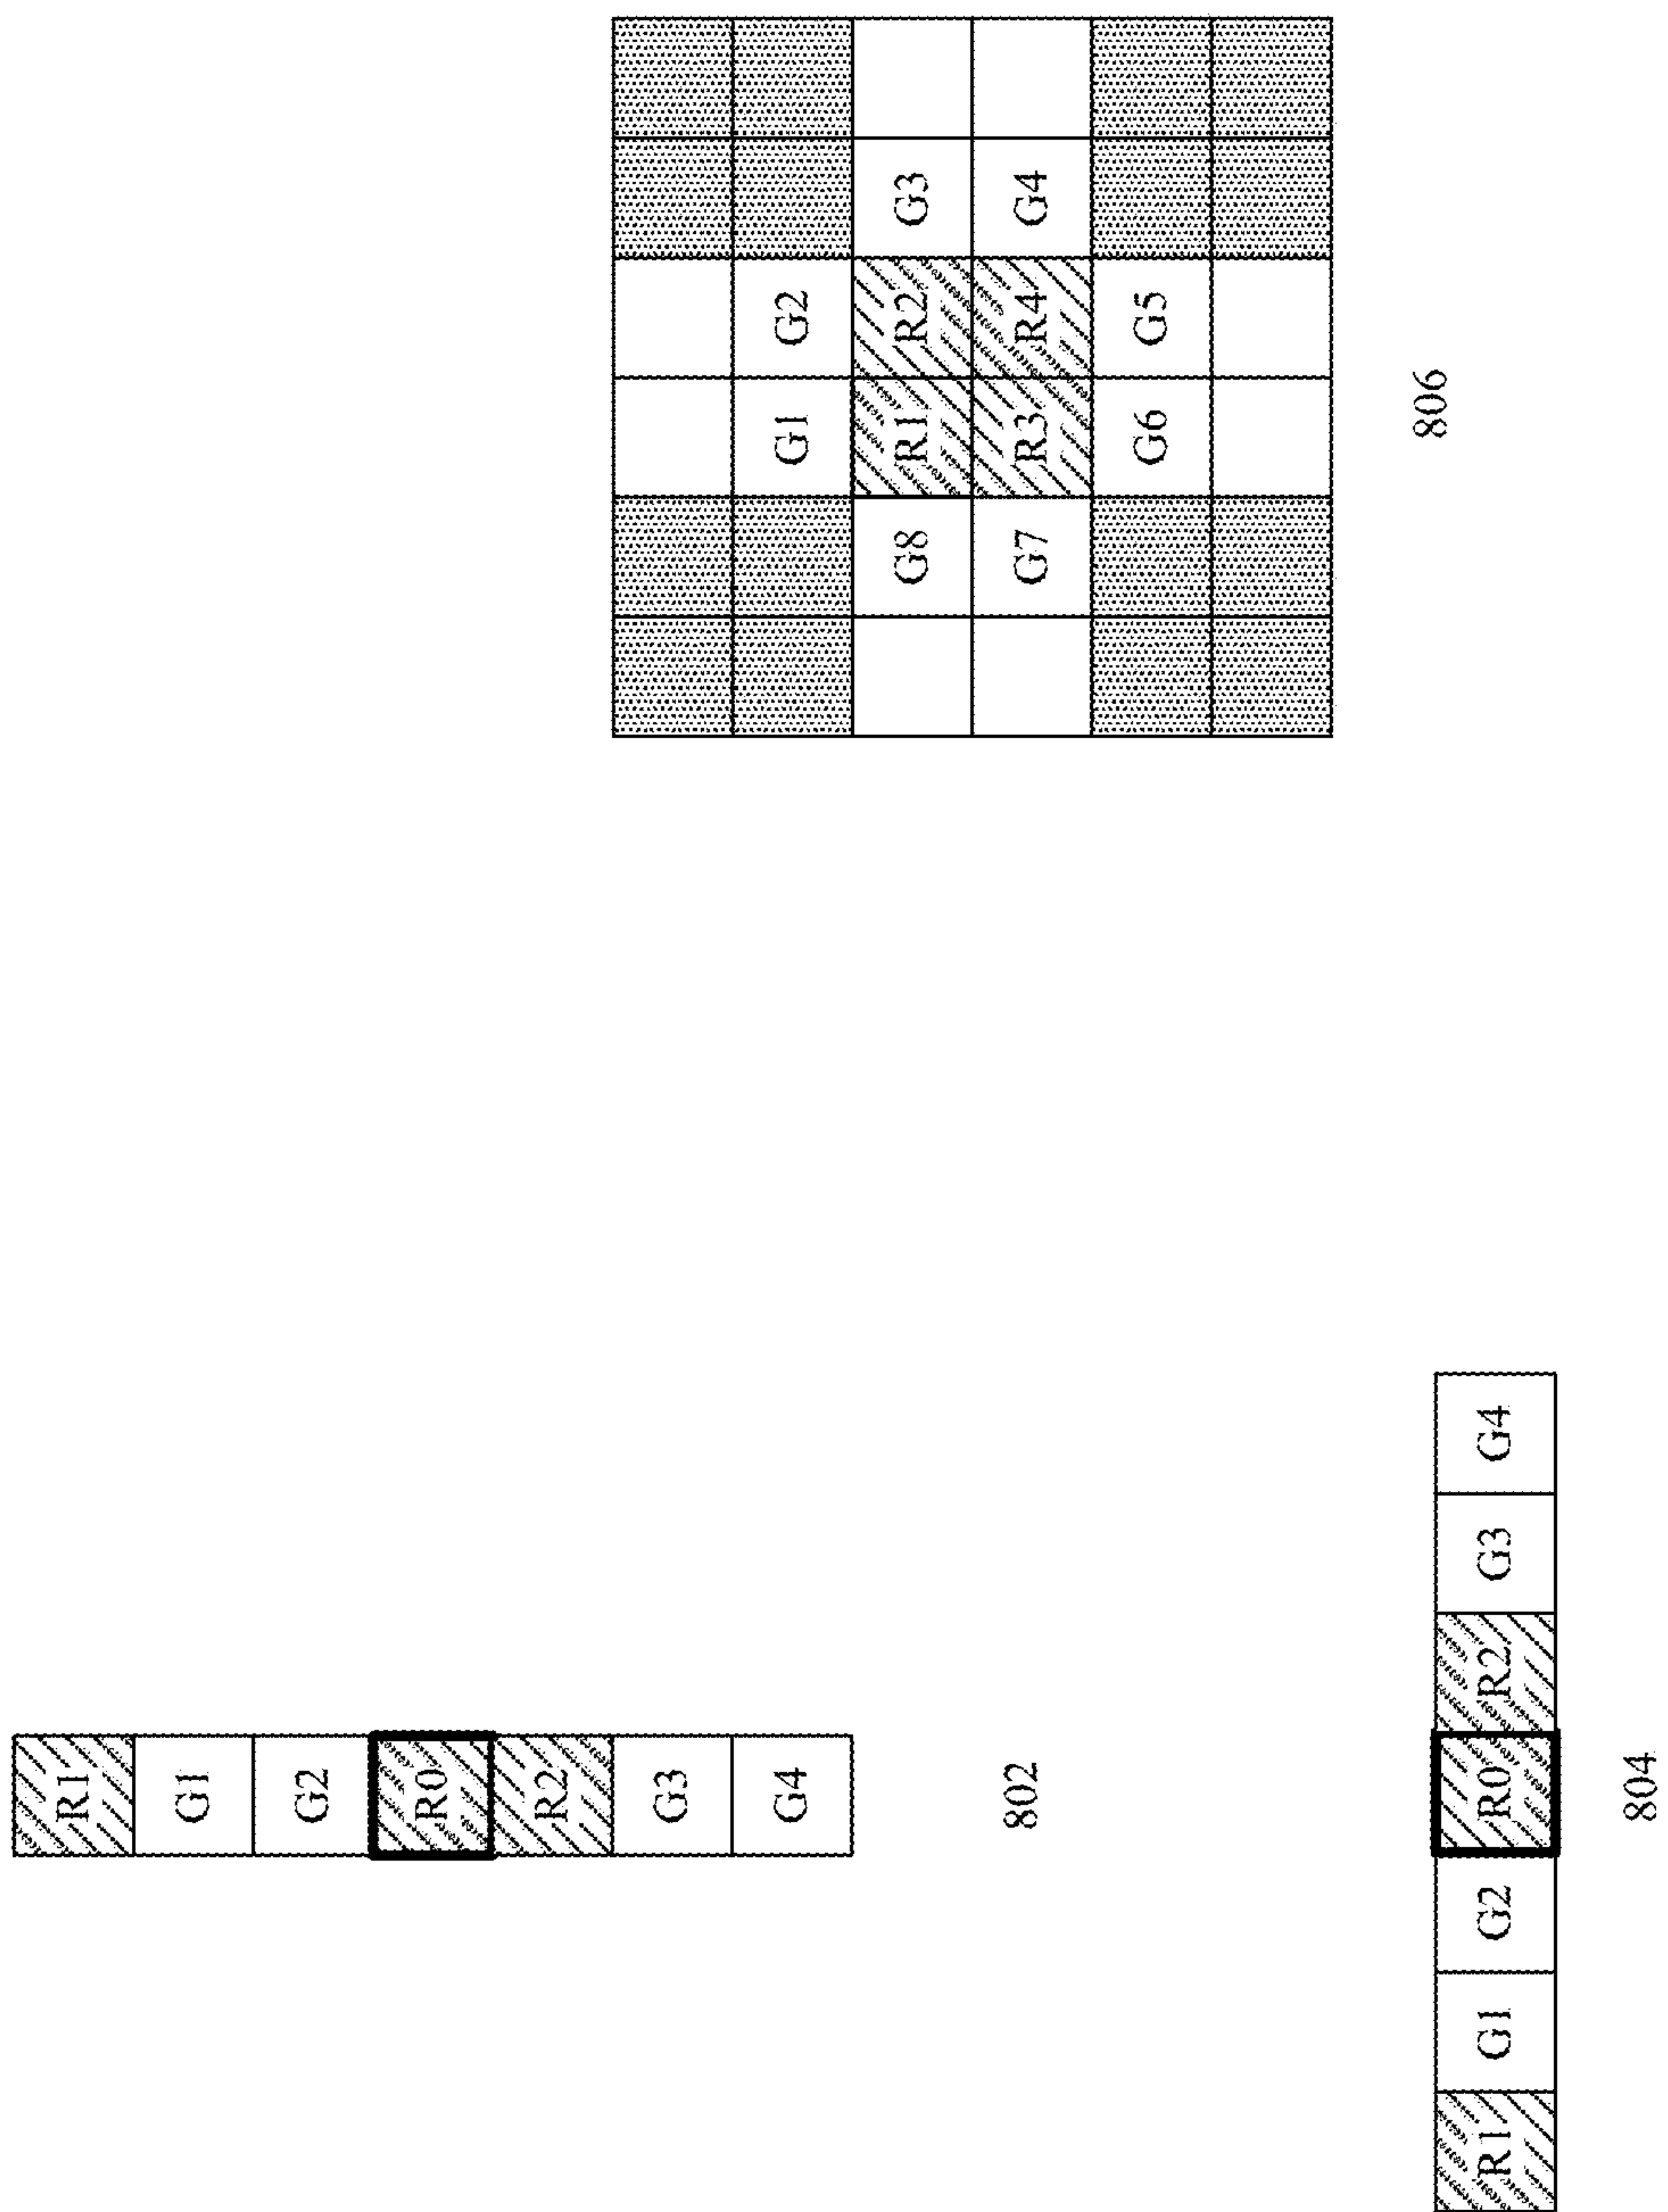 R1
G1
G2
R0
R2
G3
G4
802
R1 G1 G2 R0 R2 G3 G4
804
G1 G2
G8 R1 R2 G3
G7 R3 R4 G4
G6 G5
806